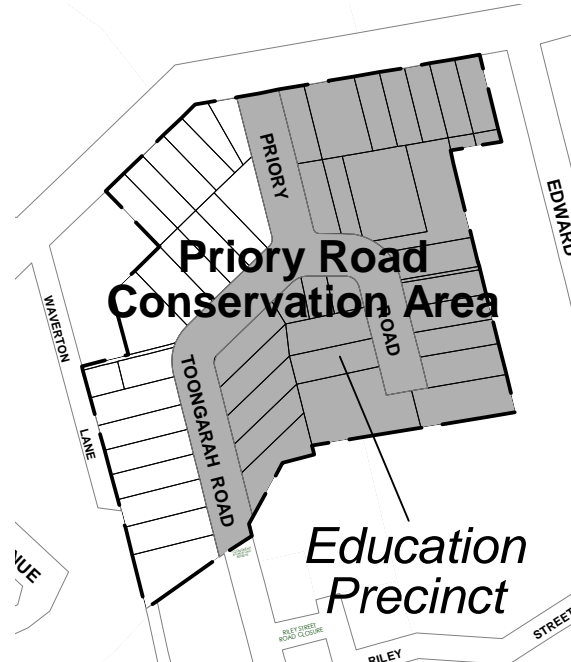 PRIORY
EDWARD
Priory Road
Conservation Area
WAVERTON
LANE
ROAD
TOONGARAH ROAD
Education
Precinct
NUE
RILEY STREET
ROAD CLOSURE
RILEY
STREET